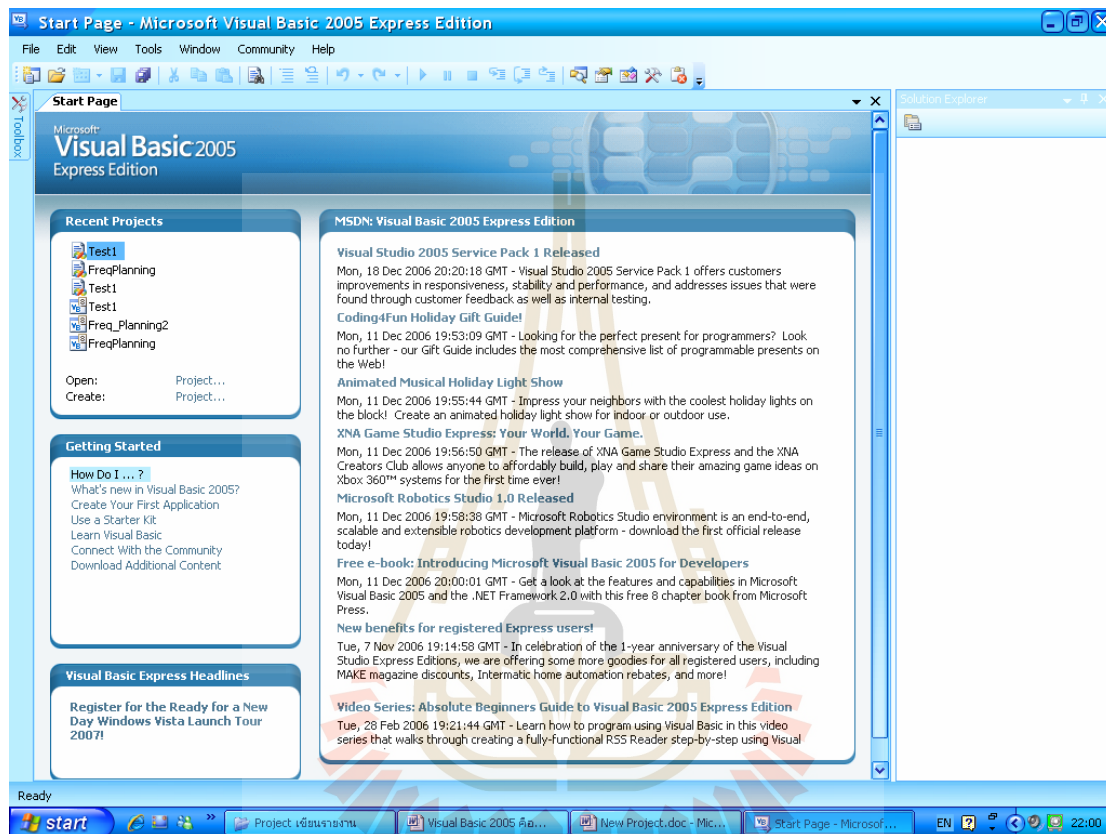 Start Page - Microsoft Visual Basic 2005 Express Edition
File Edit View Tools Window Community Help
Toolbox
Start Page
Solution Explorer
Microsoft
Visual Basic 2005
Express Edition
Recent Projects
Test1
FreqPlanning
Test1
Test1
Freq_Planning2
FreqPlanning
Open: Project...
Create: Project...
Getting Started
How Do I ... ?
What's new in Visual Basic 2005?
Create Your First Application
Use a Starter Kit
Learn Visual Basic
Connect With the Community
Download Additional Content
Visual Basic Express Headlines
Register for the Ready for a New
Day Windows Vista Launch Tour
2007!
MSDN: Visual Basic 2005 Express Edition
Visual Studio 2005 Service Pack 1 Released
Mon, 18 Dec 2006 20:20:18 GMT - Visual Studio 2005 Service Pack 1 offers customers
improvements in responsiveness, stability and performance, and addresses issues that were
found through customer feedback as well as internal testing.
Coding4Fun Holiday Gift Guide!
Mon, 11 Dec 2006 19:53:09 GMT - Looking for the perfect present for programmers? Look
no further - our Gift Guide includes the most comprehensive list of programmable presents on
the Web!
Animated Musical Holiday Light Show
Mon, 11 Dec 2006 19:55:44 GMT - Impress your neighbors with the coolest holiday lights on
the block! Create an animated holiday light show for indoor or outdoor use.
XNA Game Studio Express: Your World. Your Game.
Mon, 11 Dec 2006 19:56:50 GMT - The release of XNA Game Studio Express and the XNA
Creators Club allows anyone to affordably build, play and share their amazing game ideas on
Xbox 360™ systems for the first time ever!
Microsoft Robotics Studio 1.0 Released
Mon, 11 Dec 2006 19:58:38 GMT - Microsoft Robotics Studio environment is an end-to-end,
scalable and extensible robotics development platform - download the first official release
today!
Free e-book: Introducing Microsoft Visual Basic 2005 for Developers
Mon, 11 Dec 2006 20:00:01 GMT - Get a look at the features and capabilities in Microsoft
Visual Basic 2005 and the .NET Framework 2.0 with this free 8 chapter book from Microsoft
Press.
New benefits for registered Express users!
Tue, 7 Nov 2006 19:14:58 GMT - In celebration of the 1-year anniversary of the Visual
Studio Express Editions, we are offering some more goodies for all registered users, including
MAKE magazine discounts, Intermatic home automation rebates, and more!
Video Series: Absolute Beginners Guide to Visual Basic 2005 Express Edition
Tue, 28 Feb 2006 19:21:44 GMT - Learn how to program using Visual Basic in this video
series that walks through creating a fully-functional RSS Reader step-by-step using Visual
Ready
start
Project เขียนรายงาน
Visual Basic 2005 คือ...
New Project.doc - Mic...
Start Page - Microsof...
EN
22:00